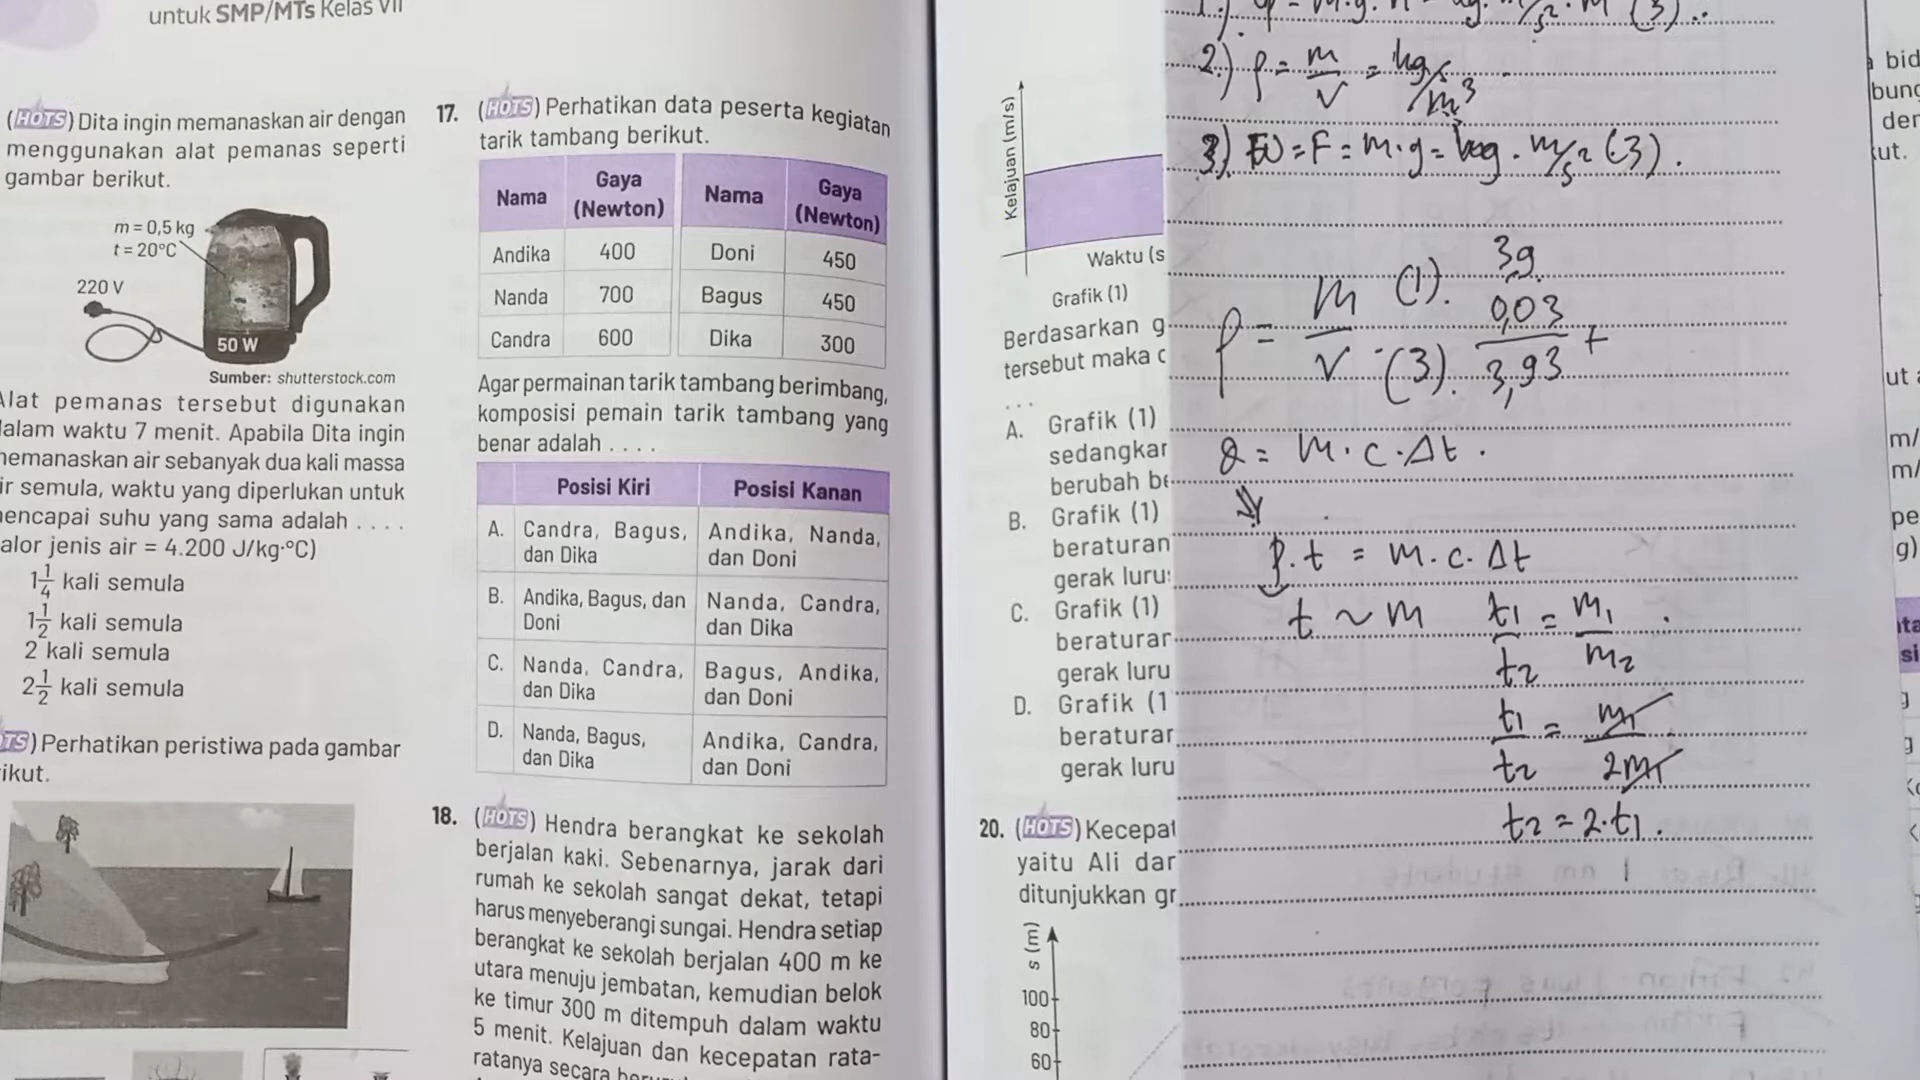 untuk SMP/MTs Kelas VII
(HOTS) Dita ingin memanaskan air dengan
menggunakan alat pemanas seperti
gambar berikut.
m = 0,5 kg
t = 20°C
220 V
50 W
Sumber: shutterstock.com
Alat pemanas tersebut digunakan
dalam waktu 7 menit. Apabila Dita ingin
memanaskan air sebanyak dua kali massa
air semula, waktu yang diperlukan untuk
mencapai suhu yang sama adalah . . . .
alor jenis air = 4.200 J/kg·°C)
1 1/4 kali semula
1 1/2 kali semula
2 kali semula
2 1/2 kali semula
TS) Perhatikan peristiwa pada gambar
ikut.
17. (HOTS) Perhatikan data peserta kegiatan
tarik tambang berikut.
Nama Gaya (Newton) Nama Gaya (Newton)
Andika 400 Doni 450
Nanda 700 Bagus 450
Candra 600 Dika 300
Agar permainan tarik tambang berimbang,
komposisi pemain tarik tambang yang
benar adalah . . . .
Posisi Kiri Posisi Kanan
A. Candra, Bagus, dan Dika Andika, Nanda, dan Doni
B. Andika, Bagus, dan Doni Nanda, Candra, dan Dika
C. Nanda, Candra, dan Dika Bagus, Andika, dan Doni
D. Nanda, Bagus, dan Dika Andika, Candra, dan Doni
18. (HOTS) Hendra berangkat ke sekolah
berjalan kaki. Sebenarnya, jarak dari
rumah ke sekolah sangat dekat, tetapi
harus menyeberangi sungai. Hendra setiap
berangkat ke sekolah berjalan 400 m ke
utara menuju jembatan, kemudian belok
ke timur 300 m ditempuh dalam waktu
5 menit. Kelajuan dan kecepatan rata-
ratanya secara
Kelajuan (m/s)
Waktu (s
Grafik (1)
Berdasarkan g
tersebut maka
. . .
A. Grafik (1)
sedangkar
berubah be
B. Grafik (1)
beraturan
gerak lurus
C. Grafik (1)
beraturar
gerak luru
D. Grafik (1
beraturar
gerak luru
20. (HOTS) Kecepat
yaitu Ali dar
ditunjukkan gr
s (m)
100
80
60
2.) ρ = m/V = kg/m³
3) W = F = m·g = kg · m/s² (3).
ρ = m/V (1). (3).
3g
0,03
3,93 +
Q = m·c·Δt.
p·t = m·c·Δt
t ~ m
t1/t2 = m1/m2
t1/t2 = m1/2m1
t2 = 2·t1.
bid
bung
der
kut.
ut
m/
m/
pe
g)